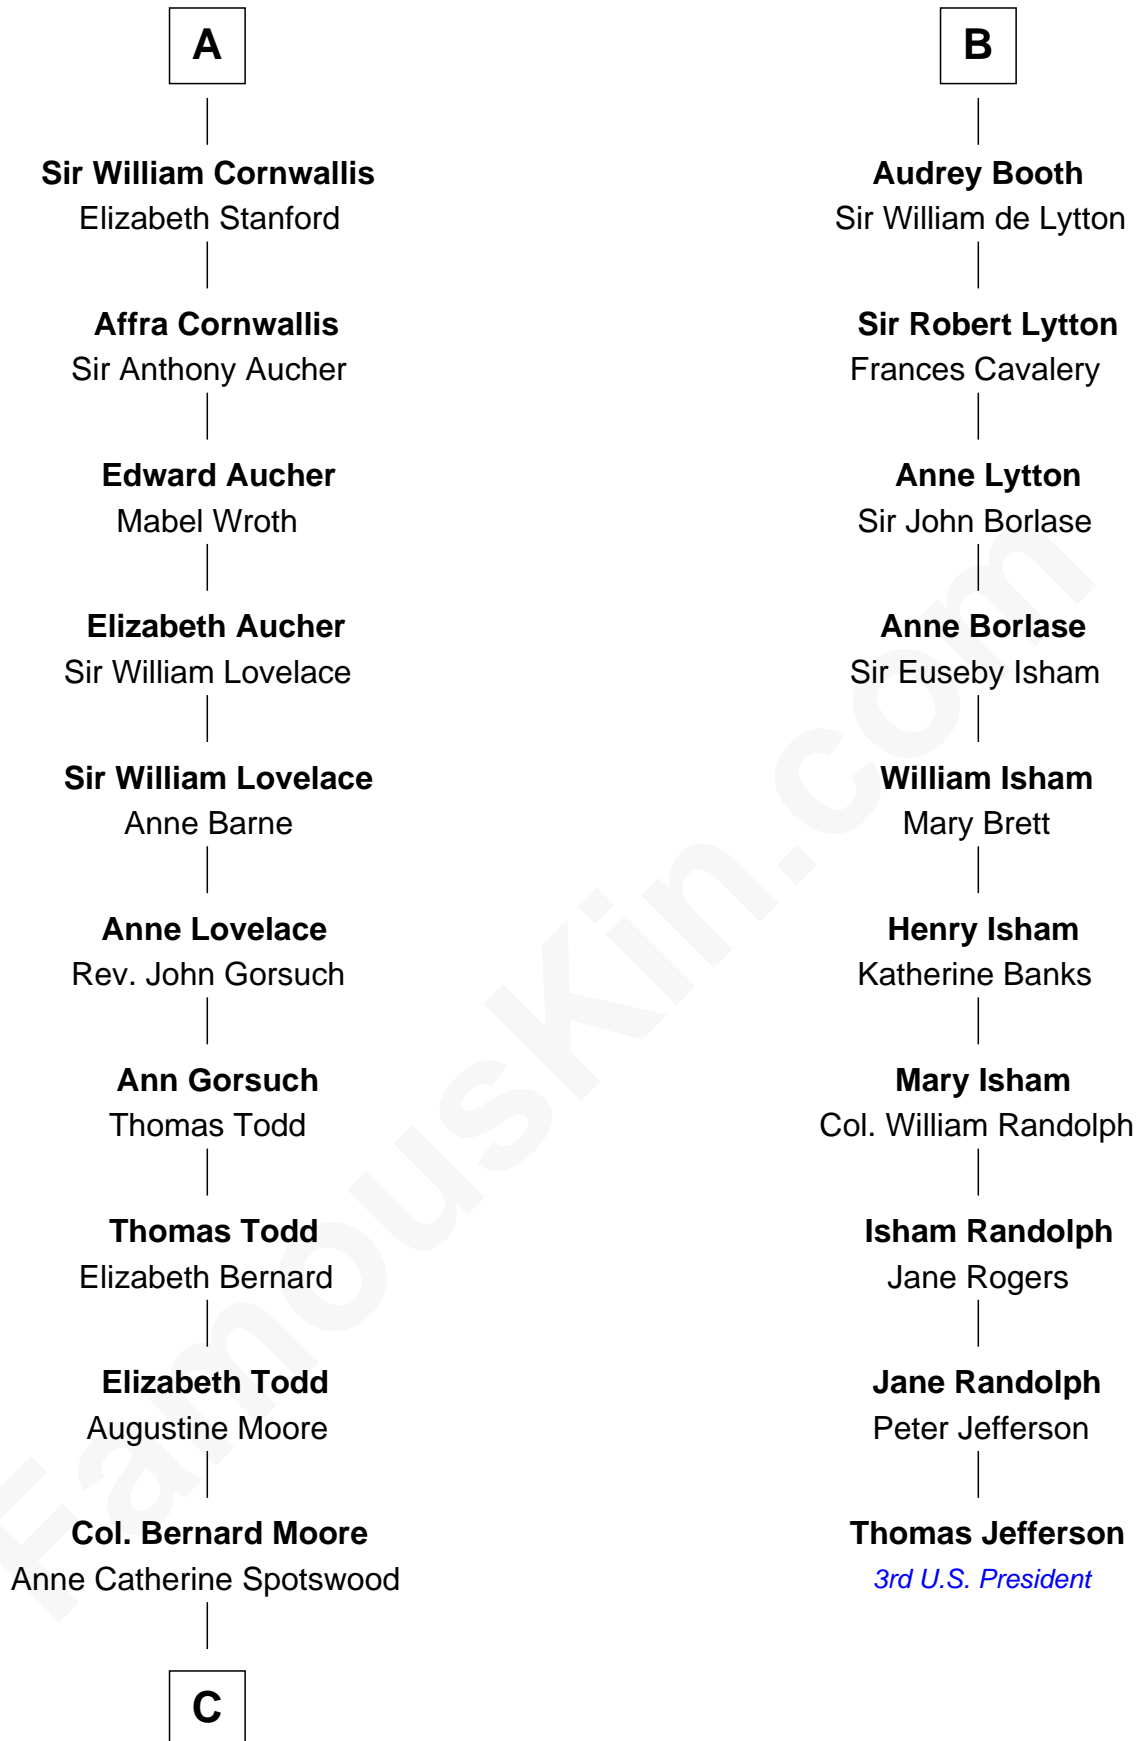 A
Sir William Cornwallis
Elizabeth Stanford
Affra Cornwallis
Sir Anthony Aucher
Edward Aucher
Mabel Wroth
Elizabeth Aucher
Sir William Lovelace
Sir William Lovelace
Anne Barne
Anne Lovelace
Rev. John Gorsuch
Ann Gorsuch
Thomas Todd
Thomas Todd
Elizabeth Bernard
Elizabeth Todd
Augustine Moore
Col. Bernard Moore
Anne Catherine Spotswood
C
B
Audrey Booth
Sir William de Lytton
Sir Robert Lytton
Frances Cavalery
Anne Lytton
Sir John Borlase
Anne Borlase
Sir Euseby Isham
William Isham
Mary Brett
Henry Isham
Katherine Banks
Mary Isham
Col. William Randolph
Isham Randolph
Jane Rogers
Jane Randolph
Peter Jefferson
Thomas Jefferson
3rd U.S. President
FamousKin.com